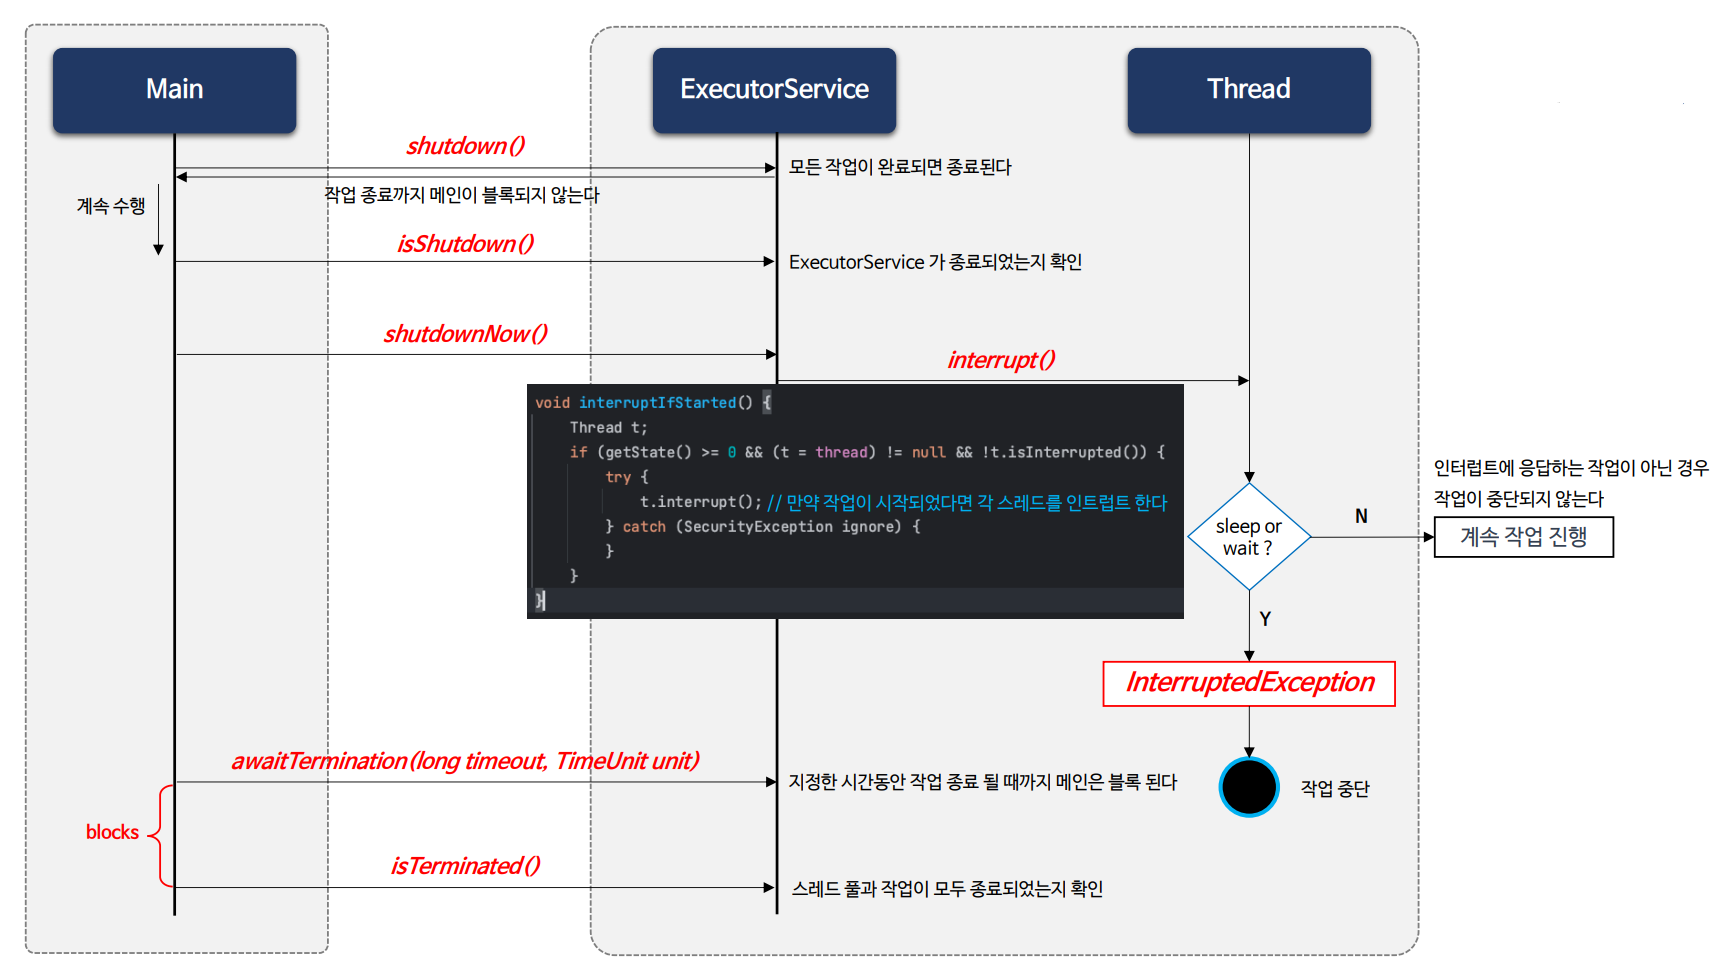 Main
ExecutorService
Thread
shutdown()
모든 작업이 완료되면 종료된다
작업 종료까지 메인이 블록되지 않는다
계속 수행
isShutdown()
ExecutorService 가 종료되었는지 확인
shutdownNow()
interrupt()
void interruptIfStarted() {
Thread t;
if (getState() >= 0 && (t = thread) != null && !t.isInterrupted()) {
try {
t.interrupt(); // 만약 작업이 시작되었다면 각 스레드를 인트럽트 한다
} catch (SecurityException ignore) {
}
}
}
인터럽트에 응답하는 작업이 아닌 경우
작업이 중단되지 않는다
sleep or
wait ?
N
계속 작업 진행
Y
InterruptedException
awaitTermination(long timeout, TimeUnit unit)
지정한 시간동안 작업 종료 될 때까지 메인은 블록 된다
작업 중단
blocks
isTerminated()
스레드 풀과 작업이 모두 종료되었는지 확인